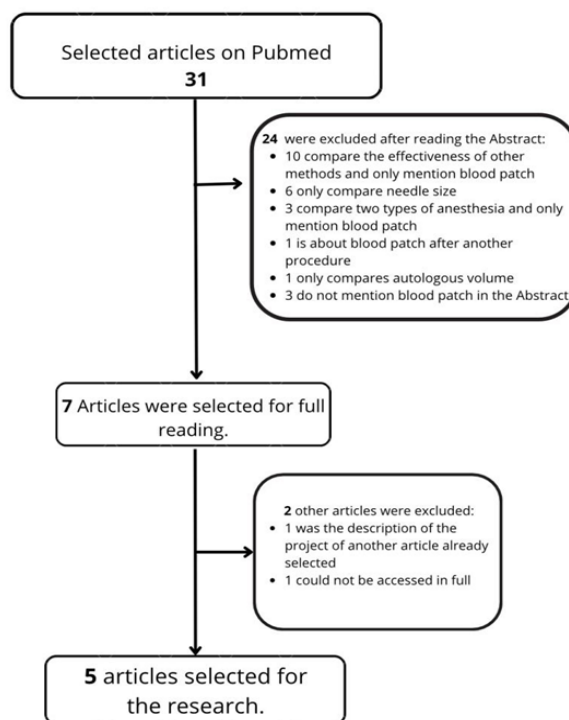 Selected articles on Pubmed
31
24 were excluded after reading the Abstract:
• 10 compare the effectiveness of other
methods and only mention blood patch
• 6 only compare needle size
• 3 compare two types of anesthesia and only
mention blood patch
• 1 is about blood patch after another
procedure
• 1 only compares autologous volume
• 3 do not mention blood patch in the Abstract
7 Articles were selected for full
reading.
2 other articles were excluded:
• 1 was the description of the
project of another article already
selected
• 1 could not be accessed in full
5 articles selected for
the research.